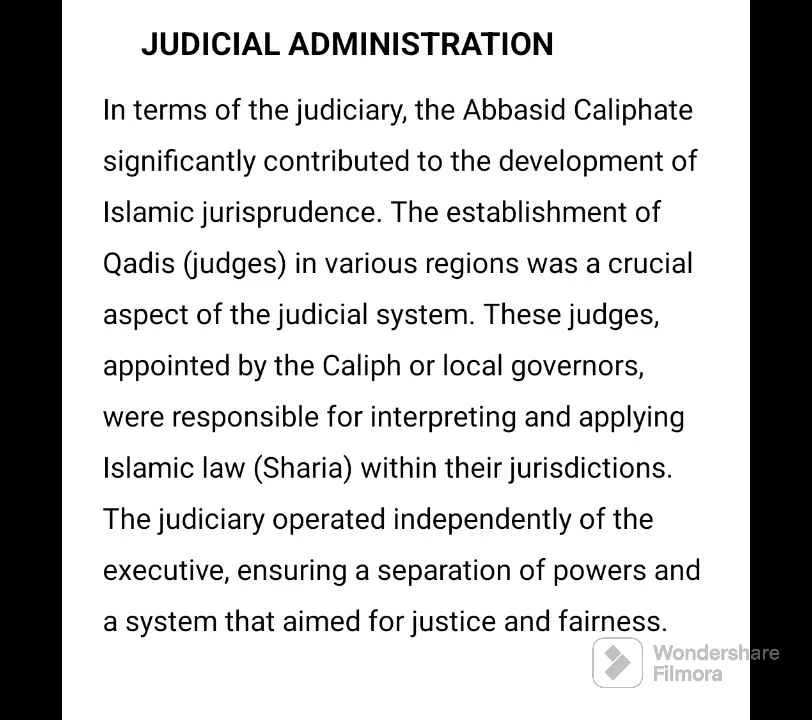 JUDICIAL ADMINISTRATION
In terms of the judiciary, the Abbasid Caliphate
significantly contributed to the development of
Islamic jurisprudence. The establishment of
Qadis (judges) in various regions was a crucial
aspect of the judicial system. These judges,
appointed by the Caliph or local governors,
were responsible for interpreting and applying
Islamic law (Sharia) within their jurisdictions.
The judiciary operated independently of the
executive, ensuring a separation of powers and
a system that aimed for justice and fairness.
Wondershare
Filmora